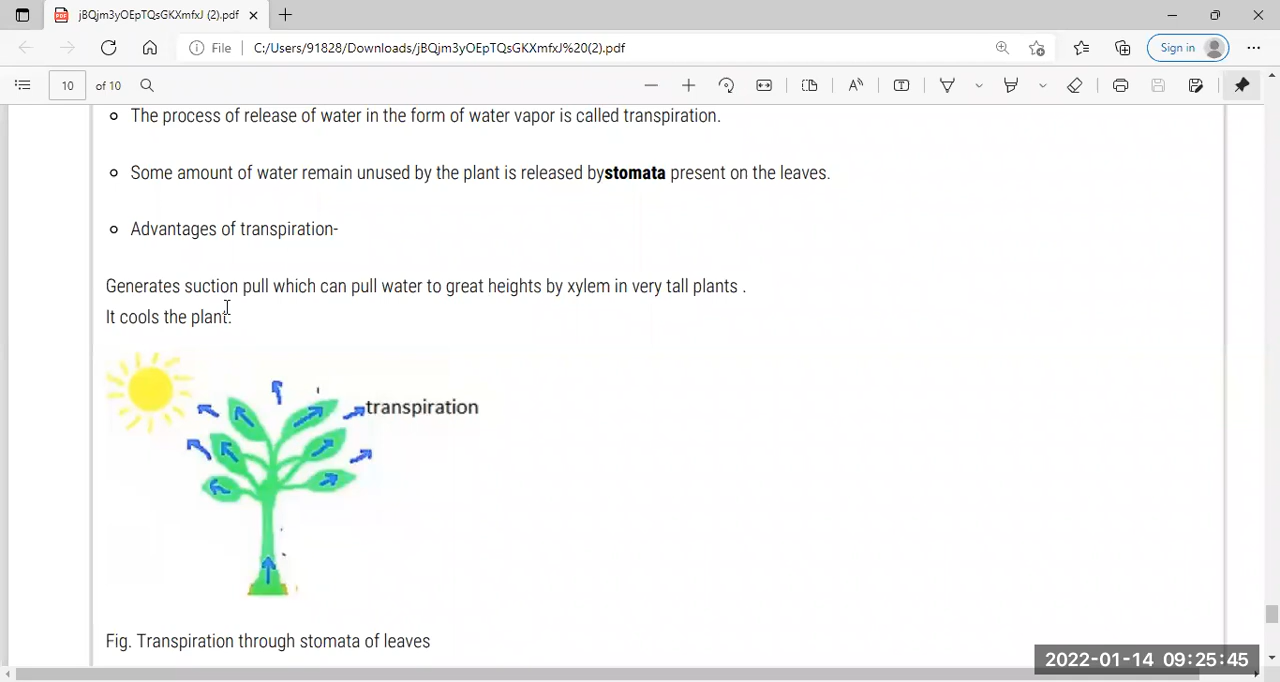 jBQjm3yOEpTQsGKXmfxJ (2).pdf
File C:/Users/91828/Downloads/jBQjm3yOEpTQsGKXmfxJ%20(2).pdf
Sign in
10 of 10
The process of release of water in the form of water vapor is called transpiration.
Some amount of water remain unused by the plant is released bystomata present on the leaves.
Advantages of transpiration-
Generates suction pull which can pull water to great heights by xylem in very tall plants .
It cools the plant.
transpiration
Fig. Transpiration through stomata of leaves
2022-01-14 09:25:45